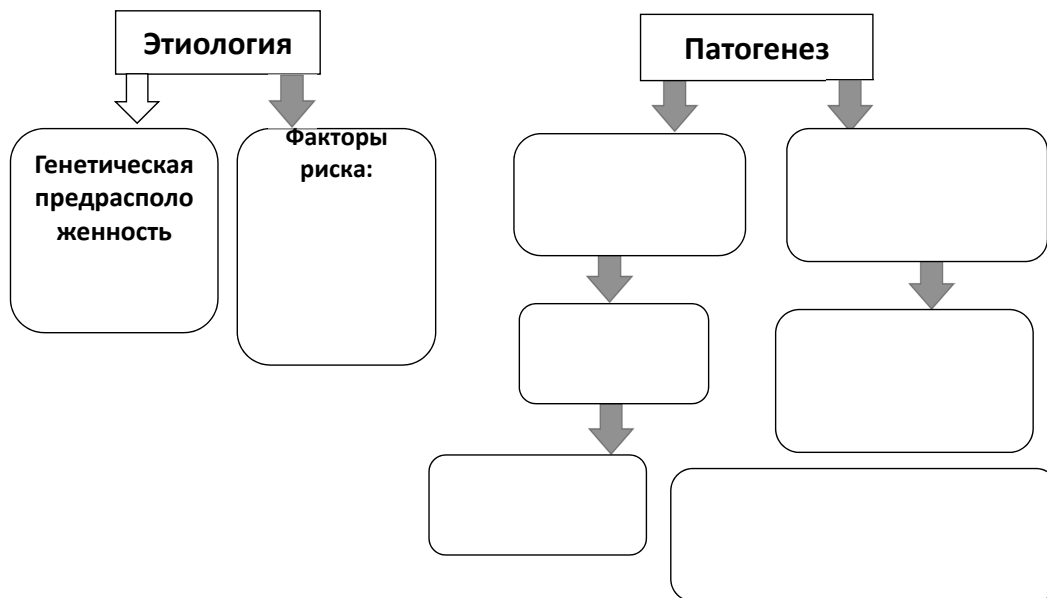 Этиология
Патогенез
Генетическая
предрасполо
женность
Факторы
риска: